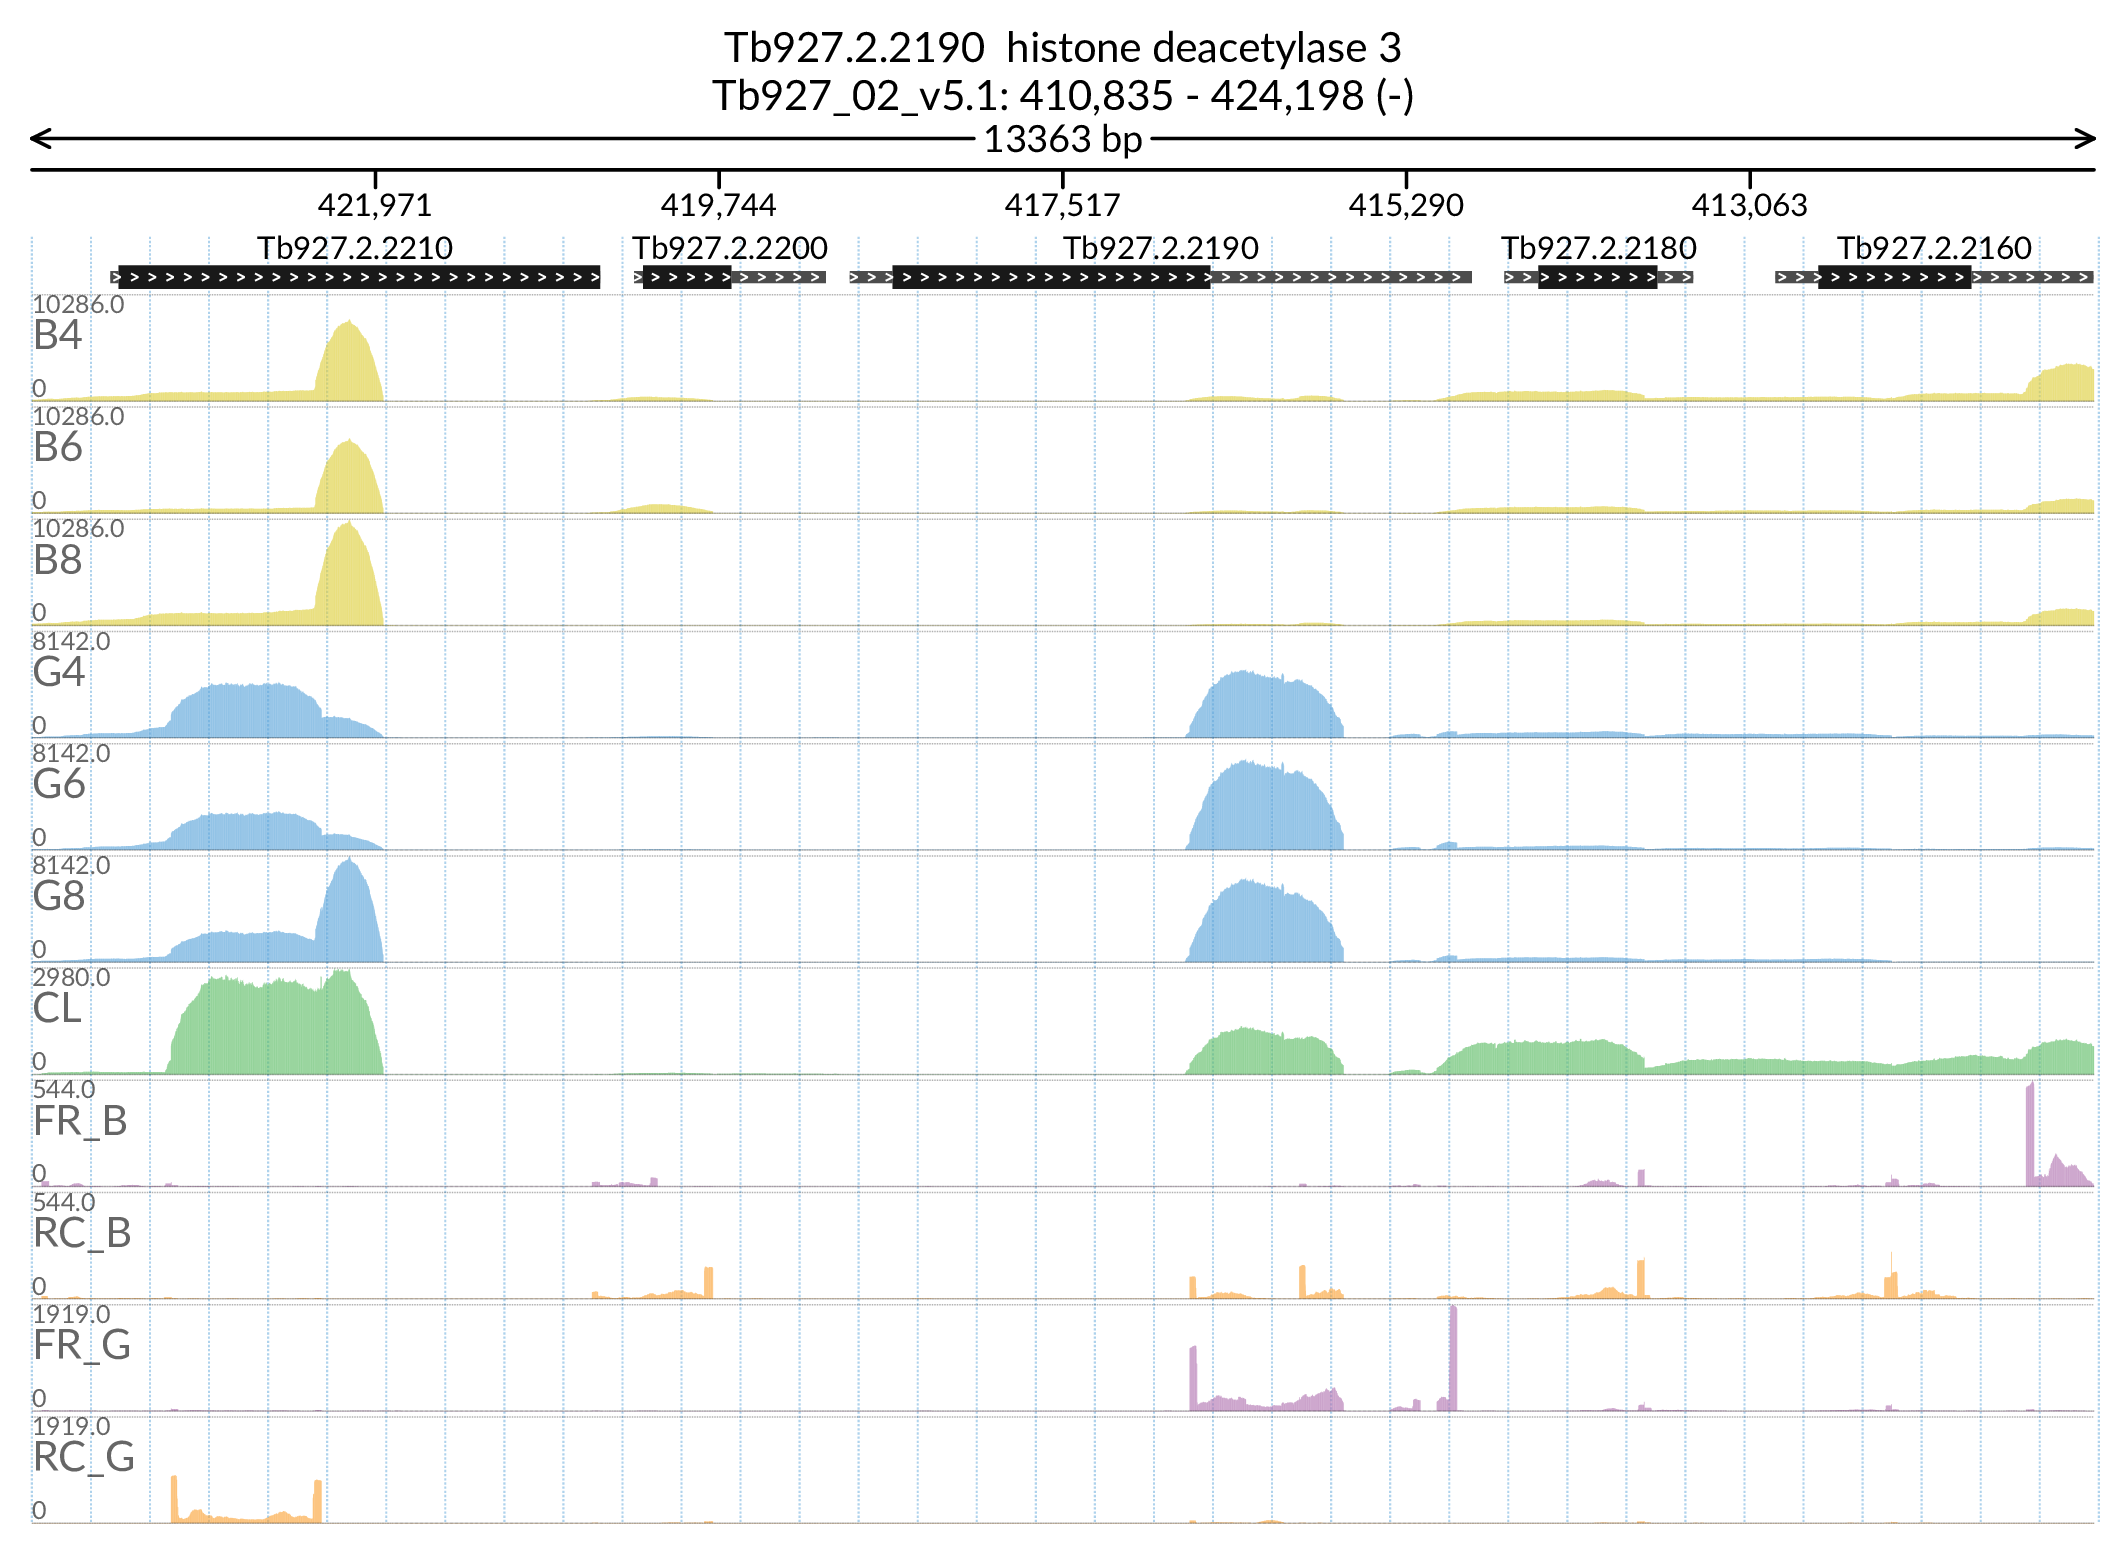 Tb927.2.2190  histone deacetylase 3
Tb927_02_v5.1: 410,835 - 424,198 (-)
13363 bp
421,971 419,744 417,517 415,290 413,063
Tb927.2.2210 Tb927.2.2200 Tb927.2.2190 Tb927.2.2180 Tb927.2.2160
10286.0
B4
0
10286.0
B6
0
10286.0
B8
0
8142.0
G4
0
8142.0
G6
0
8142.0
G8
0
2980.0
CL
0
544.0
FR_B
0
544.0
RC_B
0
1919.0
FR_G
0
1919.0
RC_G
0